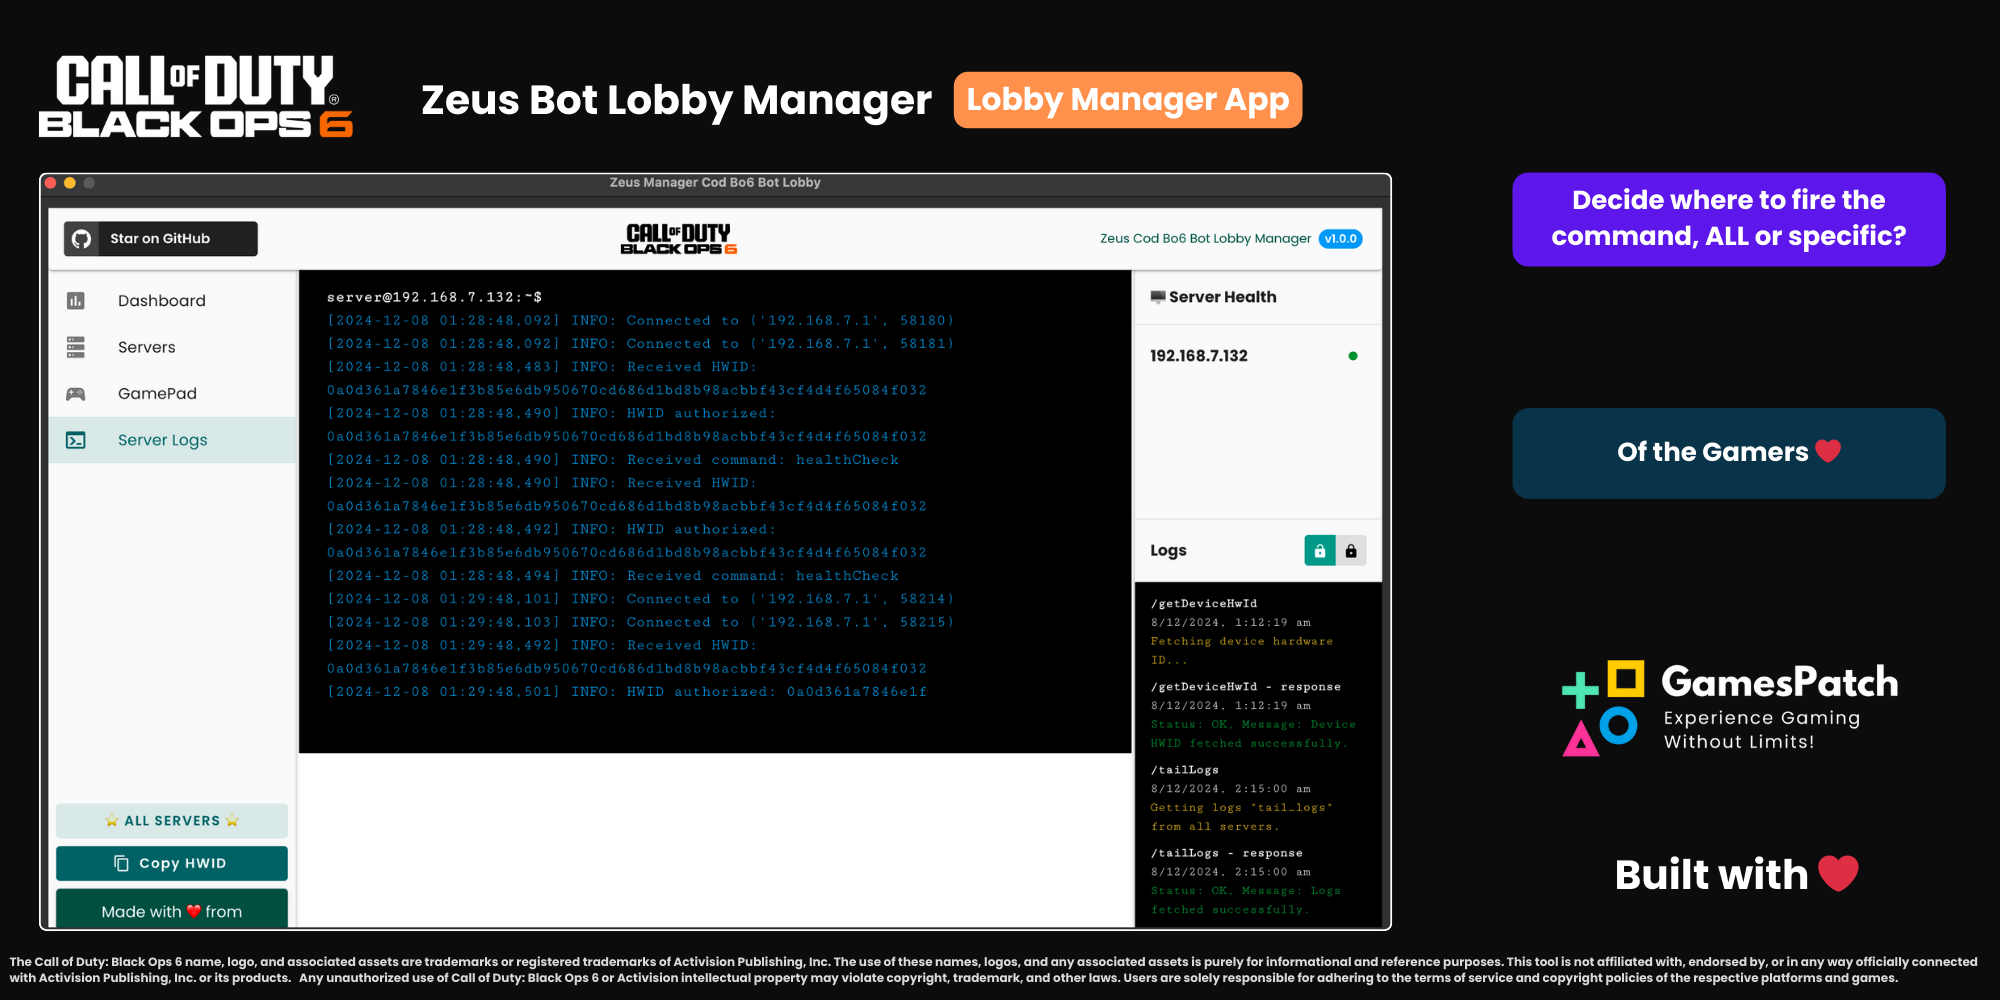 CALL OF DUTY®
BLACK OPS 6
Zeus Bot Lobby Manager
Lobby Manager App
Zeus Manager Cod Bo6 Bot Lobby
Star on GitHub
CALL OF DUTY
BLACK OPS 6
Zeus Cod Bo6 Bot Lobby Manager v1.0.0
Dashboard
Servers
GamePad
Server Logs
⭐ ALL SERVERS ⭐
Copy HWID
Made with ❤️ from
server@192.168.7.132:~$
[2024-12-08 01:28:48,092] INFO: Connected to ('192.168.7.1', 58180)
[2024-12-08 01:28:48,092] INFO: Connected to ('192.168.7.1', 58181)
[2024-12-08 01:28:48,483] INFO: Received HWID:
0a0d361a7846e1f3b85e6db950670cd686d1bd8b98acbbf43cf4d4f65084f032
[2024-12-08 01:28:48,490] INFO: HWID authorized:
0a0d361a7846e1f3b85e6db950670cd686d1bd8b98acbbf43cf4d4f65084f032
[2024-12-08 01:28:48,490] INFO: Received command: healthCheck
[2024-12-08 01:28:48,490] INFO: Received HWID:
0a0d361a7846e1f3b85e6db950670cd686d1bd8b98acbbf43cf4d4f65084f032
[2024-12-08 01:28:48,492] INFO: HWID authorized:
0a0d361a7846e1f3b85e6db950670cd686d1bd8b98acbbf43cf4d4f65084f032
[2024-12-08 01:28:48,494] INFO: Received command: healthCheck
[2024-12-08 01:29:48,101] INFO: Connected to ('192.168.7.1', 58214)
[2024-12-08 01:29:48,103] INFO: Connected to ('192.168.7.1', 58215)
[2024-12-08 01:29:48,492] INFO: Received HWID:
0a0d361a7846e1f3b85e6db950670cd686d1bd8b98acbbf43cf4d4f65084f032
[2024-12-08 01:29:48,501] INFO: HWID authorized: 0a0d361a7846e1f
Server Health
192.168.7.132
Logs
/getDeviceHwId
8/12/2024, 1:12:19 am
Fetching device hardware
ID...
/getDeviceHwId - response
8/12/2024, 1:12:19 am
Status: OK, Message: Device
HWID fetched successfully.
/tailLogs
8/12/2024, 2:15:00 am
Getting logs "tail_logs"
from all servers.
/tailLogs - response
8/12/2024, 2:15:00 am
Status: OK, Message: Logs
fetched successfully.
Decide where to fire the
command, ALL or specific?
Of the Gamers ❤️
GamesPatch
Experience Gaming
Without Limits!
Built with ❤️
The Call of Duty: Black Ops 6 name, logo, and associated assets are trademarks or registered trademarks of Activision Publishing, Inc. The use of these names, logos, and any associated assets is purely for informational and reference purposes. This tool is not affiliated with, endorsed by, or in any way officially connected
with Activision Publishing, Inc. or its products. Any unauthorized use of Call of Duty: Black Ops 6 or Activision intellectual property may violate copyright, trademark, and other laws. Users are solely responsible for adhering to the terms of service and copyright policies of the respective platforms and games.